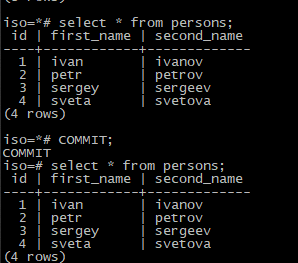 iso=*# select * from persons;
 id | first_name | second_name
----+------------+-------------
  1 | ivan       | ivanov
  2 | petr       | petrov
  3 | sergey     | sergeev
  4 | sveta      | svetova
(4 rows)
iso=*# COMMIT;
COMMIT
iso=# select * from persons;
 id | first_name | second_name
----+------------+-------------
  1 | ivan       | ivanov
  2 | petr       | petrov
  3 | sergey     | sergeev
  4 | sveta      | svetova
(4 rows)